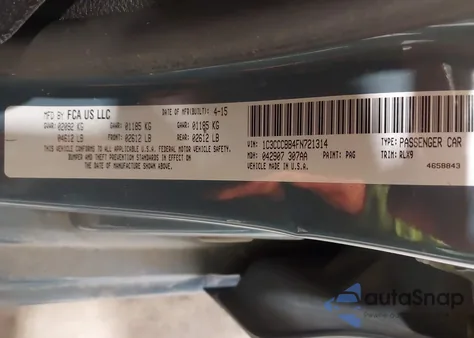 MFD BY FCA US LLC DATE OF MFR(BUILT): 4-15
GVWR: 02092 KG GAWR: 01185 KG GAWR: 01185 KG
04612 LB FRONT: 02612 LB REAR: 02612 LB
THIS VEHICLE CONFORMS TO ALL APPLICABLE U.S.A. FEDERAL MOTOR VEHICLE SAFETY,
BUMPER AND THEFT PREVENTION STANDARDS IN EFFECT ON
THE DATE OF MANUFACTURE SHOWN ABOVE.
VIN: 1C3CCCBB4FN721314 TYPE: PASSENGER CAR
MDH: 042907 307AA PAINT: PAG TRIM: RLX9
VEHICLE MADE IN U.S.A. 4658843
autaSnap